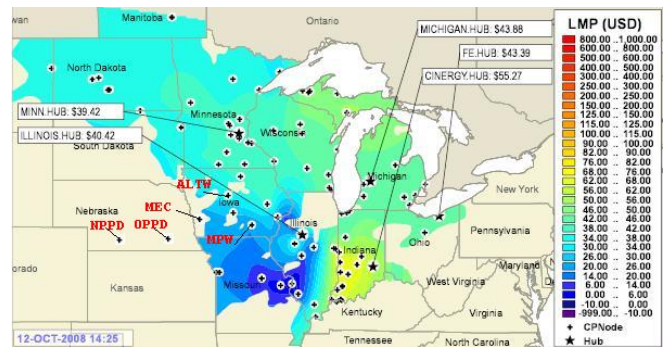 Manitoba
Ontario
MICHIGAN.HUB: $43.88
FE.HUB: $43.39
CINERGY.HUB: $55.27
North Dakota
MINN.HUB: $39.42
Minnesota
ILLINOIS.HUB: $40.42
Wisconsin
South Dakota
Michigan
New York
ALTW
Iowa
MEC
Nebraska
NPPD OPPD
MPW
Illinois
Indiana
Ohio
Pennsylvania
Maryland
Missouri
Kansas
West Virginia
Virginia
Kentucky
Tennessee
North Carolina
12-OCT-2008 14:25
LMP (USD)
800.00 .. 1,000.00
600.00 .. 800.00
500.00 .. 600.00
400.00 .. 500.00
300.00 .. 400.00
250.00 .. 300.00
200.00 .. 250.00
150.00 .. 200.00
125.00 .. 150.00
115.00 .. 125.00
100.00 .. 115.00
92.00 .. 100.00
82.00 .. 92.00
76.00 .. 82.00
68.00 .. 76.00
62.00 .. 68.00
56.00 .. 62.00
50.00 .. 56.00
46.00 .. 50.00
42.00 .. 46.00
38.00 .. 42.00
34.00 .. 38.00
30.00 .. 34.00
26.00 .. 30.00
20.00 .. 26.00
14.00 .. 20.00
6.00 .. 14.00
0.00 .. 6.00
-10.00 .. 0.00
-999.00 .. -10.00
CPNode
Hub